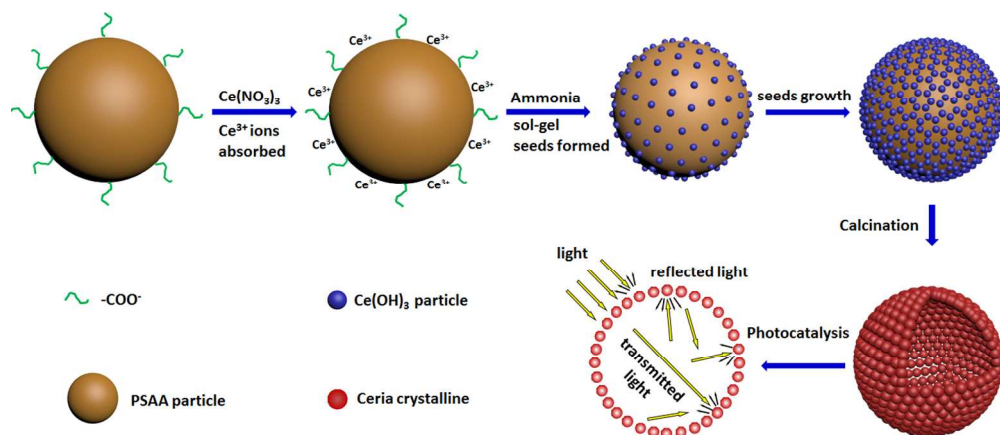 Ce(NO₃)₃
Ce³⁺ ions
absorbed
Ce³⁺
Ce³⁺
Ce³⁺
Ce³⁺
Ce³⁺
Ce³⁺
Ce³⁺
Ce³⁺
Ammonia
sol-gel
seeds formed
seeds growth
Calcination
light
reflected light
transmitted
light
Photocatalysis
-COO⁻
Ce(OH)₃ particle
PSAA particle
Ceria crystalline